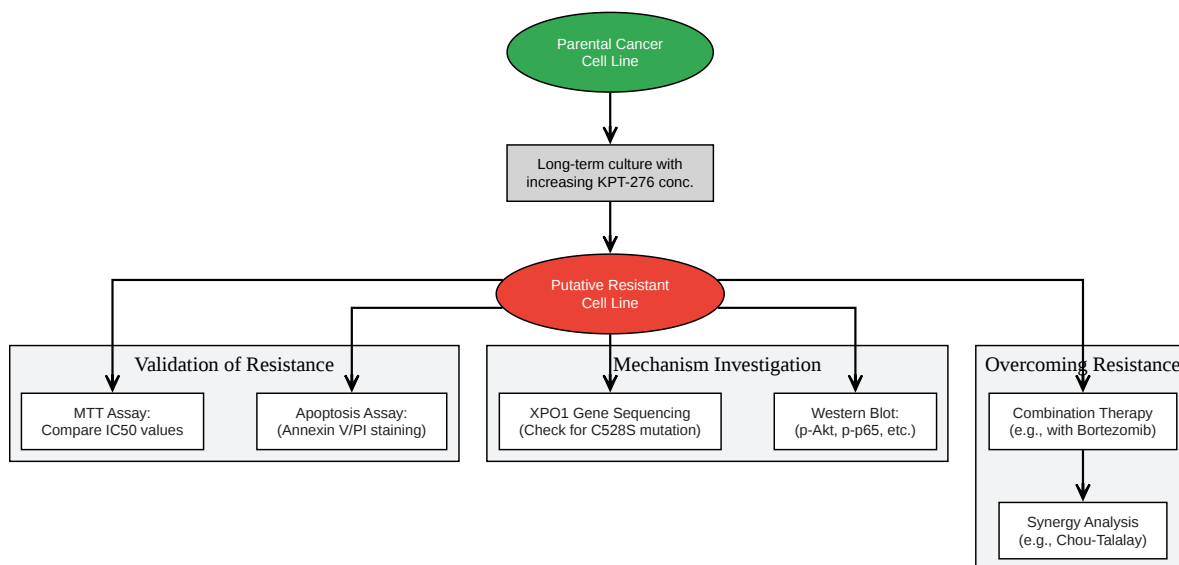 Parental Cancer
Cell Line
Long-term culture with
increasing KPT-276 conc.
Putative Resistant
Cell Line
Validation of Resistance
MTT Assay:
Compare IC50 values
Apoptosis Assay:
(Annexin V/PI staining)
Mechanism Investigation
XPO1 Gene Sequencing
(Check for C528S mutation)
Western Blot:
(p-Akt, p-p65, etc.)
Overcoming Resistance
Combination Therapy
(e.g., with Bortezomib)
Synergy Analysis
(e.g., Chou-Talalay)